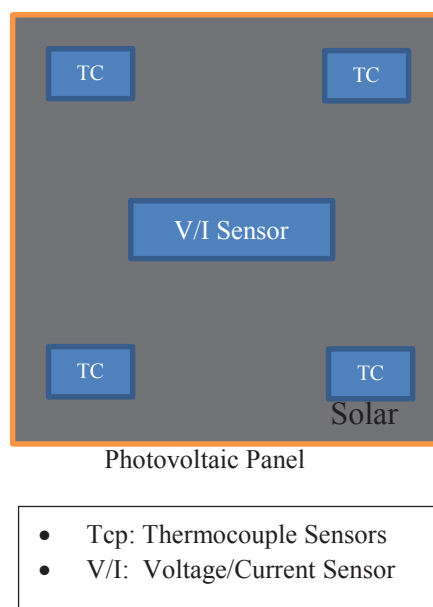 TC TC
V/I Sensor
TC TC
Solar
Photovoltaic Panel
• Tcp: Thermocouple Sensors
• V/I: Voltage/Current Sensor